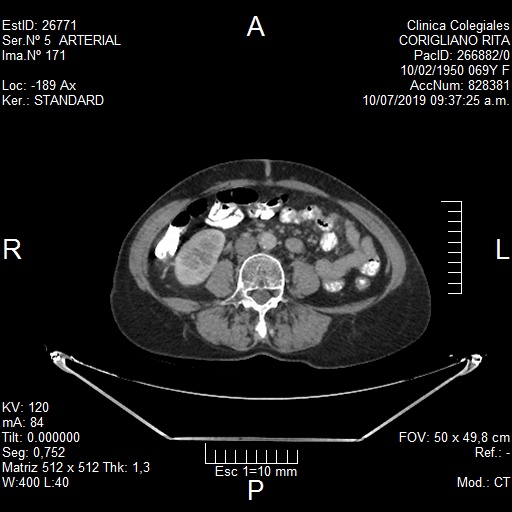 EstID: 26771
Ser.Nº 5 ARTERIAL
Ima.Nº 171
Loc: -189 Ax
Ker.: STANDARD
A
Clinica Colegiales
CORIGLIANO RITA
PacID: 266882/0
10/02/1950 069Y F
AccNum: 828381
10/07/2019 09:37:25 a.m.
R
L
KV: 120
mA: 84
Tilt: 0.000000
Seg: 0,752
Matriz 512 x 512 Thk: 1,3
W:400 L:40
Esc 1=10 mm
P
FOV: 50 x 49,8 cm
Ref.: -
Mod.: CT